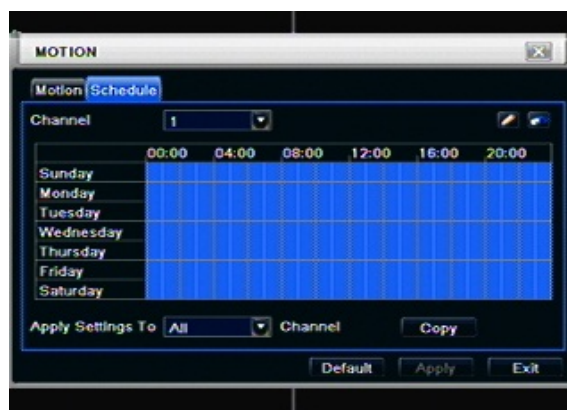 MOTION
Motion Schedule
Channel 1
00:00 04:00 08:00 12:00 16:00 20:00
Sunday
Monday
Tuesday
Wednesday
Thursday
Friday
Saturday
Apply Settings To All Channel Copy
Default Apply Exit